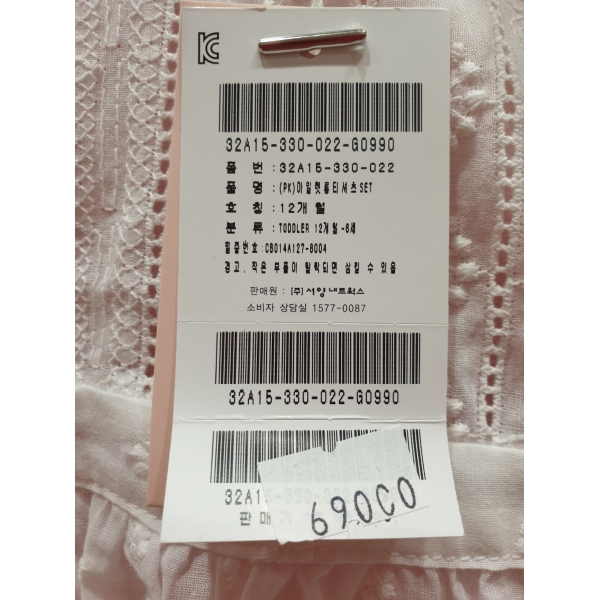 KC
32A15-330-022-G0990
품 번 : 32A15-330-022
품 명 : (PK)아일렛롱티셔츠SET
호 칭 : 12개월
분 류 : TODDLER 12개월-6세
필증번호 : CB014A127-8004
경고, 작은 부품이 탈락되면 삼킬 수 있음
판매원 : (주)서양네트웍스
소비자 상담실 1577-0087
32A15-330-022-G0990
32A1
판 매
69000